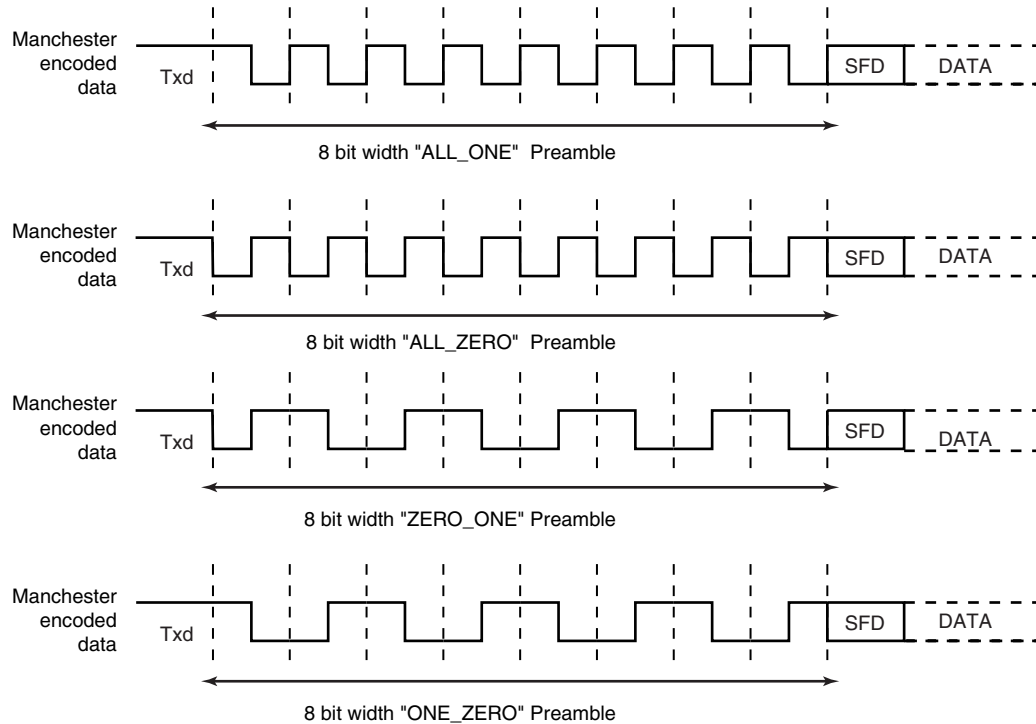 Manchester
encoded
data
Txd
SFD
DATA
8 bit width "ALL_ONE" Preamble
Manchester
encoded
data
Txd
SFD
DATA
8 bit width "ALL_ZERO" Preamble
Manchester
encoded
data
Txd
SFD
DATA
8 bit width "ZERO_ONE" Preamble
Manchester
encoded
data
Txd
SFD
DATA
8 bit width "ONE_ZERO" Preamble